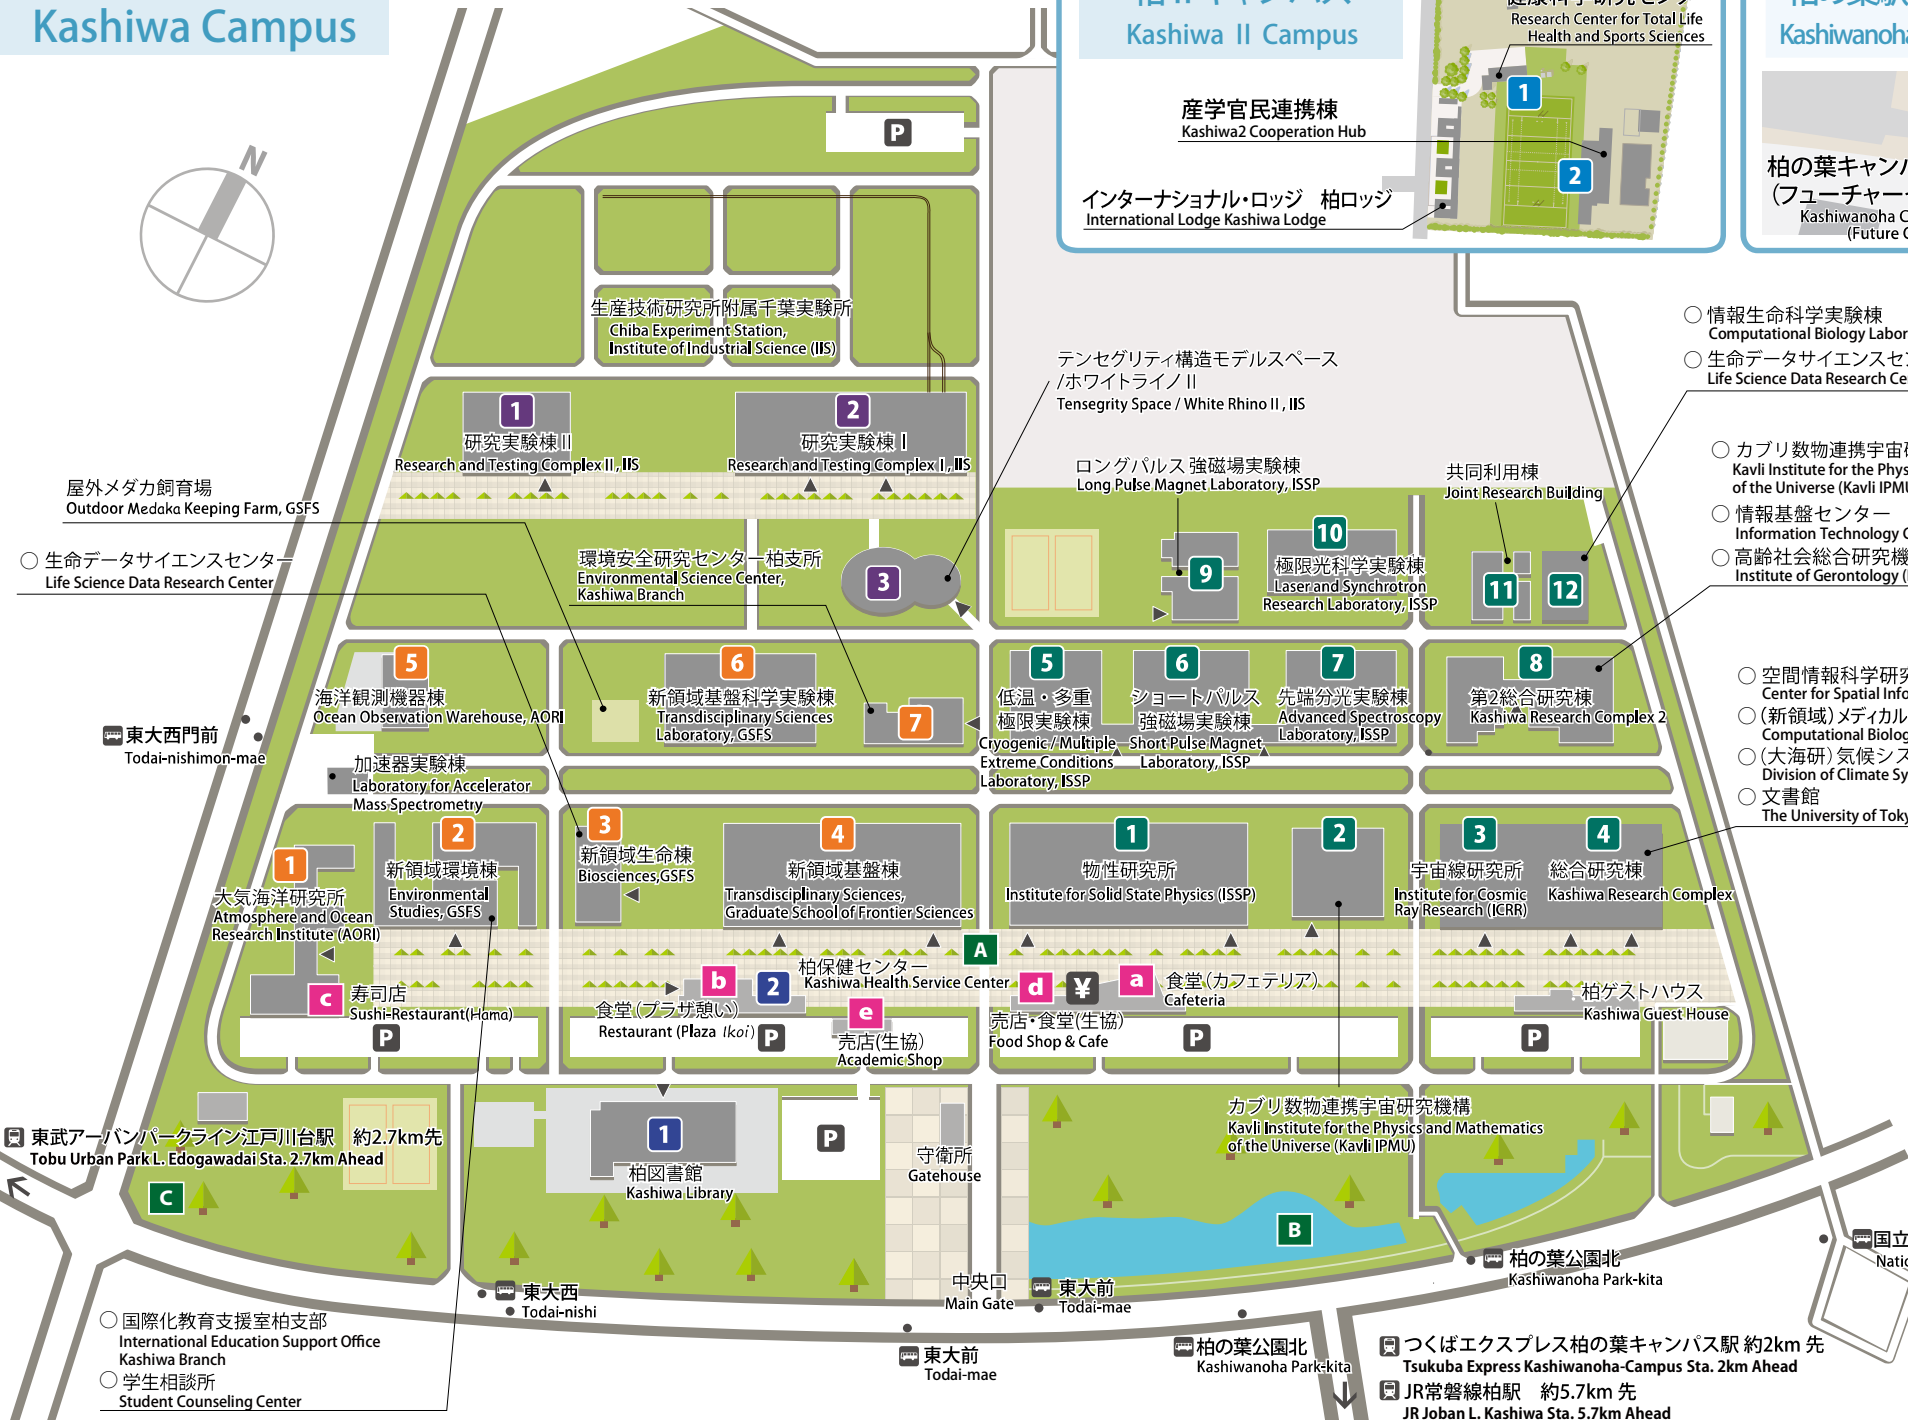 Kashiwa Campus
Kashiwa II Campus
Research Center for Total Life
Health and Sports Sciences
1
産学官民連携棟
Kashiwa2 Cooperation Hub
2
インターナショナル・ロッジ 柏ロッジ
International Lodge Kashiwa Lodge
N
P
生産技術研究所附属千葉実験所
Chiba Experiment Station,
Institute of Industrial Science (IIS)
テンセグリティ構造モデルスペース
/ホワイトライノ II
Tensegrity Space / White Rhino II , IIS
○ 情報生命科学実験棟
Computational Biology
○ 生命データサイエンス
Life Science Data Research
1
研究実験棟 II
Research and Testing Complex II , IIS
2
研究実験棟 I
Research and Testing Complex I , IIS
屋外メダカ飼育場
Outdoor Medaka Keeping Farm, GSFS
○ 生命データサイエンスセンター
Life Science Data Research Center
環境安全研究センター柏支所
Environmental Science Center,
Kashiwa Branch
3
ロングパルス 強磁場実験棟
Long Pulse Magnet Laboratory, ISSP
9
10
極限光科学実験棟
Laser and Synchrotron
Research Laboratory, ISSP
共同利用棟
Joint Research Building
11
12
○ カブリ数物連携宇宙
Kavli Institute for the
of the Universe (Kavli
○ 情報基盤センター
Information Technology
○ 高齢社会総合研究機
Institute of Gerontology
5
海洋観測機器棟
Ocean Observation Warehouse, AORI
6
新領域基盤科学実験棟
Transdisciplinary Sciences
Laboratory, GSFS
7
5
低温・多重
極限実験棟
Cryogenic / Multiple
Extreme Conditions
Laboratory, ISSP
6
ショートパルス
強磁場実験棟
Short Pulse Magnet
Laboratory, ISSP
7
先端分光実験棟
Advanced Spectroscopy
Laboratory, ISSP
8
第2総合研究棟
Kashiwa Research Complex 2
○ 空間情報科学研
Center for Spatial
○ (新領域)メディカル
Computational
○ (大海研) 気候シス
Division of Climate
○ 文書館
The University of
東大西門前
Todai-nishimon-mae
加速器実験棟
Laboratory for Accelerator
Mass Spectrometry
1
大気海洋研究所
Atmosphere and Ocean
Research Institute (AORI)
2
新領域環境棟
Environmental
Studies, GSFS
3
新領域生命棟
Biosciences,GSFS
4
新領域基盤棟
Transdisciplinary Sciences,
Graduate School of Frontier Sciences
1
物性研究所
Institute for Solid State Physics (ISSP)
2
3
宇宙線研究所
Institute for Cosmic
Ray Research (ICRR)
4
総合研究棟
Kashiwa Research Complex
A
c
寿司店
Sushi-Restaurant(Hama)
b
食堂 (プラザ憩い)
Restaurant (Plaza Ikoi)
2
柏保健センター
Kashiwa Health Service Center
e
売店(生協)
Academic Shop
d
¥
売店・食堂(生協)
Food Shop & Cafe
a
食堂 (カフェテリア)
Cafeteria
柏ゲストハウス
Kashiwa Guest House
P
P
P
P
東武アーバンパークライン江戸川台駅 約2.7km先
Tobu Urban Park L. Edogawadai Sta. 2.7km Ahead
C
1
柏図書館
Kashiwa Library
P
守衛所
Gatehouse
カブリ数物連携宇宙研究機構
Kavli Institute for the Physics and Mathematics
of the Universe (Kavli IPMU)
B
東大西
Todai-nishi
中央口
Main Gate
東大前
Todai-mae
柏の葉公園北
Kashiwanoha Park-kita
国立
○ 国際化教育支援室柏支部
International Education Support Office
Kashiwa Branch
○ 学生相談所
Student Counseling Center
東大前
Todai-mae
柏の葉公園北
Kashiwanoha Park-kita
つくばエクスプレス柏の葉キャンパス駅 約2km 先
Tsukuba Express Kashiwanoha-Campus Sta. 2km Ahead
JR常磐線柏駅 約5.7km 先
JR Joban L. Kashiwa Sta. 5.7km Ahead
柏の葉キャン
(フューチャー
Kashiwanoha
(Future